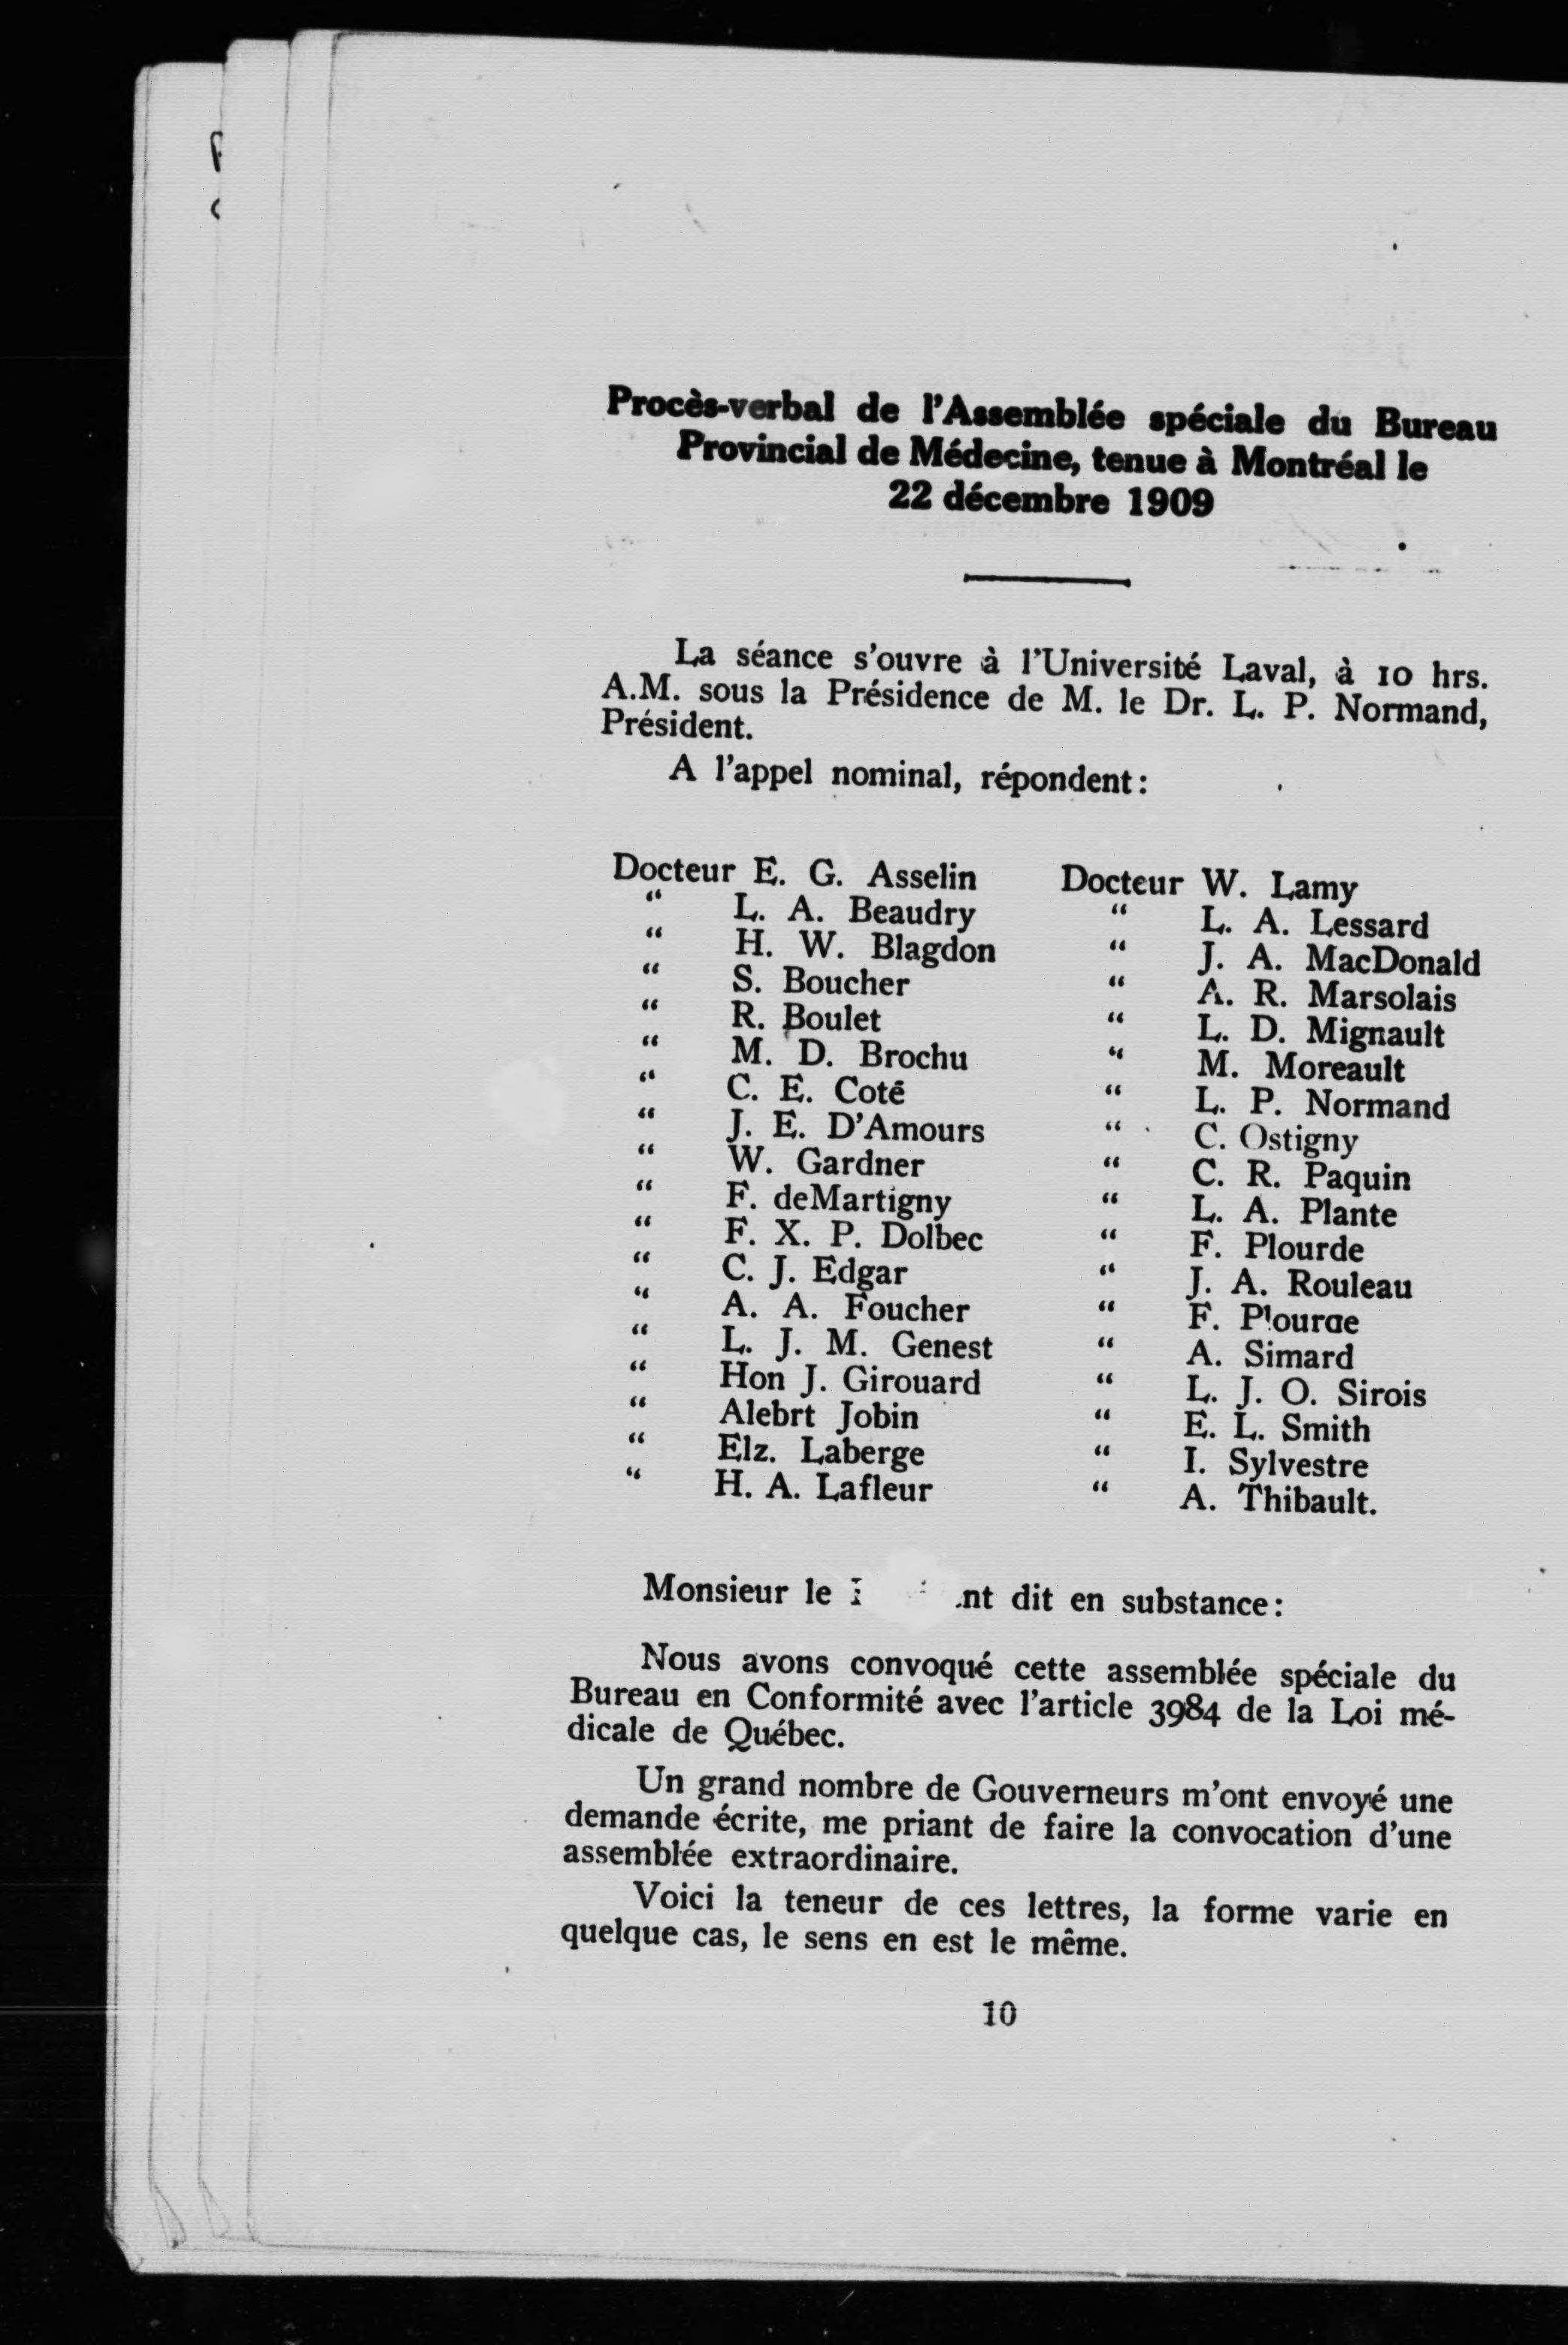 Procès-verbal de l'Assemblée spéciale du Bureau
Provincial de Médecine, tenue à Montréal le
22 décembre 1909
La séance s'ouvre à l'Université Laval, à 10 hrs.
A.M. sous la Présidence de M. le Dr. L. P. Normand,
Président.
A l'appel nominal, répondent:
Docteur E. G. Asselin
“ L. A. Beaudry
“ H. W. Blagdon
“ S. Boucher
“ R. Boulet
“ M. D. Brochu
“ C. E. Coté
“ J. E. D'Amours
“ W. Gardner
“ F. deMartigny
“ F. X. P. Dolbec
“ C. J. Edgar
“ A. A. Foucher
“ L. J. M. Genest
“ Hon J. Girouard
“ Alebrt Jobin
“ Elz. Laberge
“ H. A. Lafleur
Docteur W. Lamy
“ L. A. Lessard
“ J. A. MacDonald
“ A. R. Marsolais
“ L. D. Mignault
“ M. Moreault
“ L. P. Normand
“ C. Ostigny
“ C. R. Paquin
“ L. A. Plante
“ F. Plourde
“ J. A. Rouleau
“ F. Plourde
“ A. Simard
“ L. J. O. Sirois
“ E. L. Smith
“ I. Sylvestre
“ A. Thibault.
Monsieur le dit en substance:
Nous avons convoqué cette assemblée spéciale du
Bureau en Conformité avec l'article 3984 de la Loi mé-
dicale de Québec.
Un grand nombre de Gouverneurs m'ont envoyé une
demande écrite, me priant de faire la convocation d'une
assemblée extraordinaire.
Voici la teneur de ces lettres, la forme varie en
quelque cas, le sens en est le même.
10